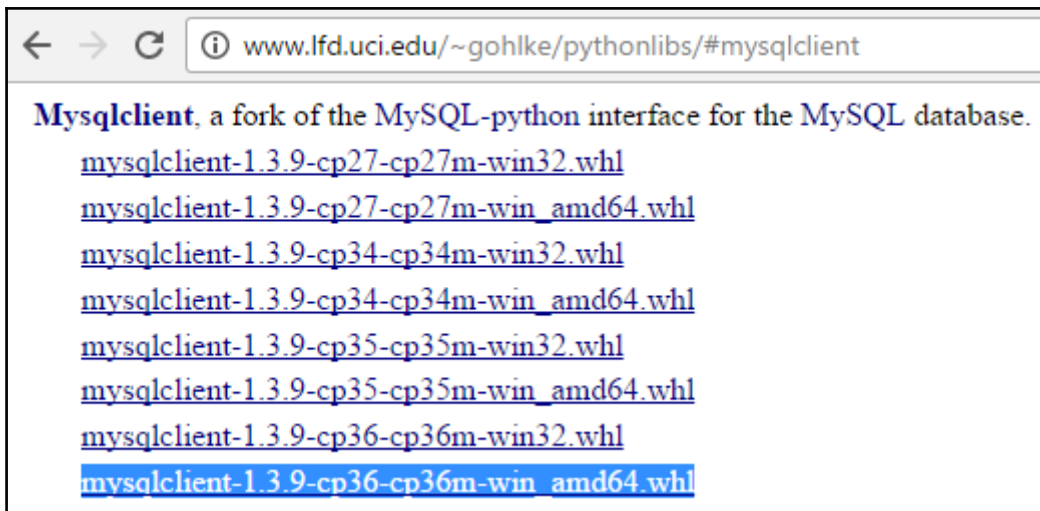 www.lfd.uci.edu/~gohlke/pythonlibs/#mysqlclient
Mysqlclient, a fork of the MySQL-python interface for the MySQL database.
mysqlclient-1.3.9-cp27-cp27m-win32.whl
mysqlclient-1.3.9-cp27-cp27m-win_amd64.whl
mysqlclient-1.3.9-cp34-cp34m-win32.whl
mysqlclient-1.3.9-cp34-cp34m-win_amd64.whl
mysqlclient-1.3.9-cp35-cp35m-win32.whl
mysqlclient-1.3.9-cp35-cp35m-win_amd64.whl
mysqlclient-1.3.9-cp36-cp36m-win32.whl
mysqlclient-1.3.9-cp36-cp36m-win_amd64.whl